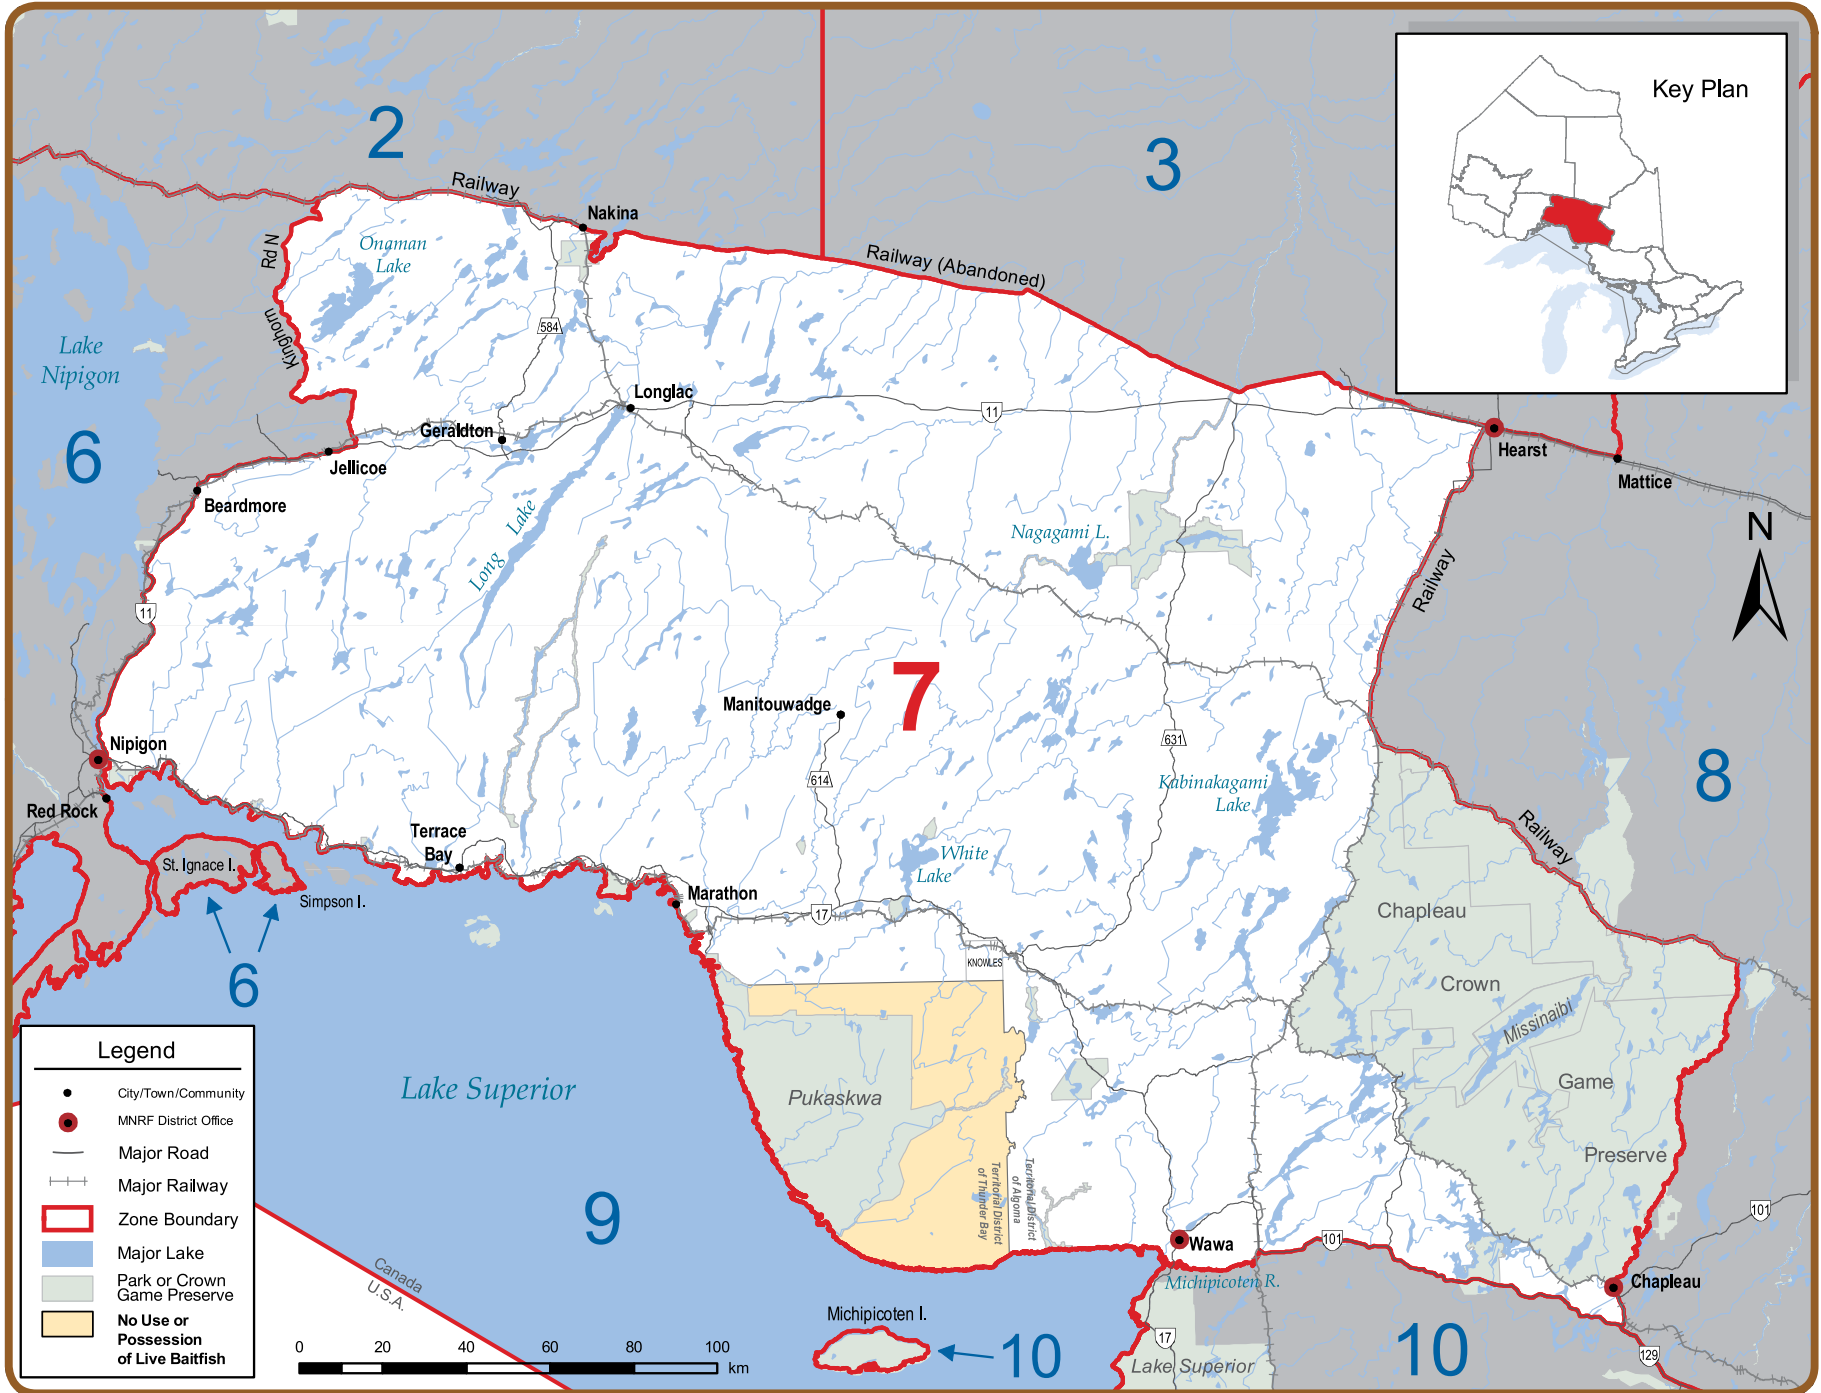 Key Plan
2
3
Railway
Nakina
Onaman
Lake
Rd N
Railway (Abandoned)
Kinghorn
584
Lake
Nipigon
Longlac
11
Geraldton
6
Jellicoe
Hearst
Mattice
Beardmore
N
Long Lake
Nagagami L.
Railway
11
7
Manitouwadge
Nipigon
631
614
Kabinakagami
Lake
8
Red Rock
Terrace
Bay
Railway
St. Ignace I.
White
Lake
Simpson I.
Marathon
17
Chapleau
6
KNOWLES
Crown
Missinaibi
Game
Preserve
Legend
City/Town/Community
MNRF District Office
Major Road
Major Railway
Zone Boundary
Major Lake
Park or Crown
Game Preserve
No Use or
Possession
of Live Baitfish
Lake Superior
Pukaskwa
Territorial District
of Thunder Bay
Territorial District
of Algoma
9
101
Wawa
101
Michipicoten R.
Canada
U.S.A.
Chapleau
Michipicoten I.
10
17
10
129
Lake Superior
0 20 40 60 80 100
km